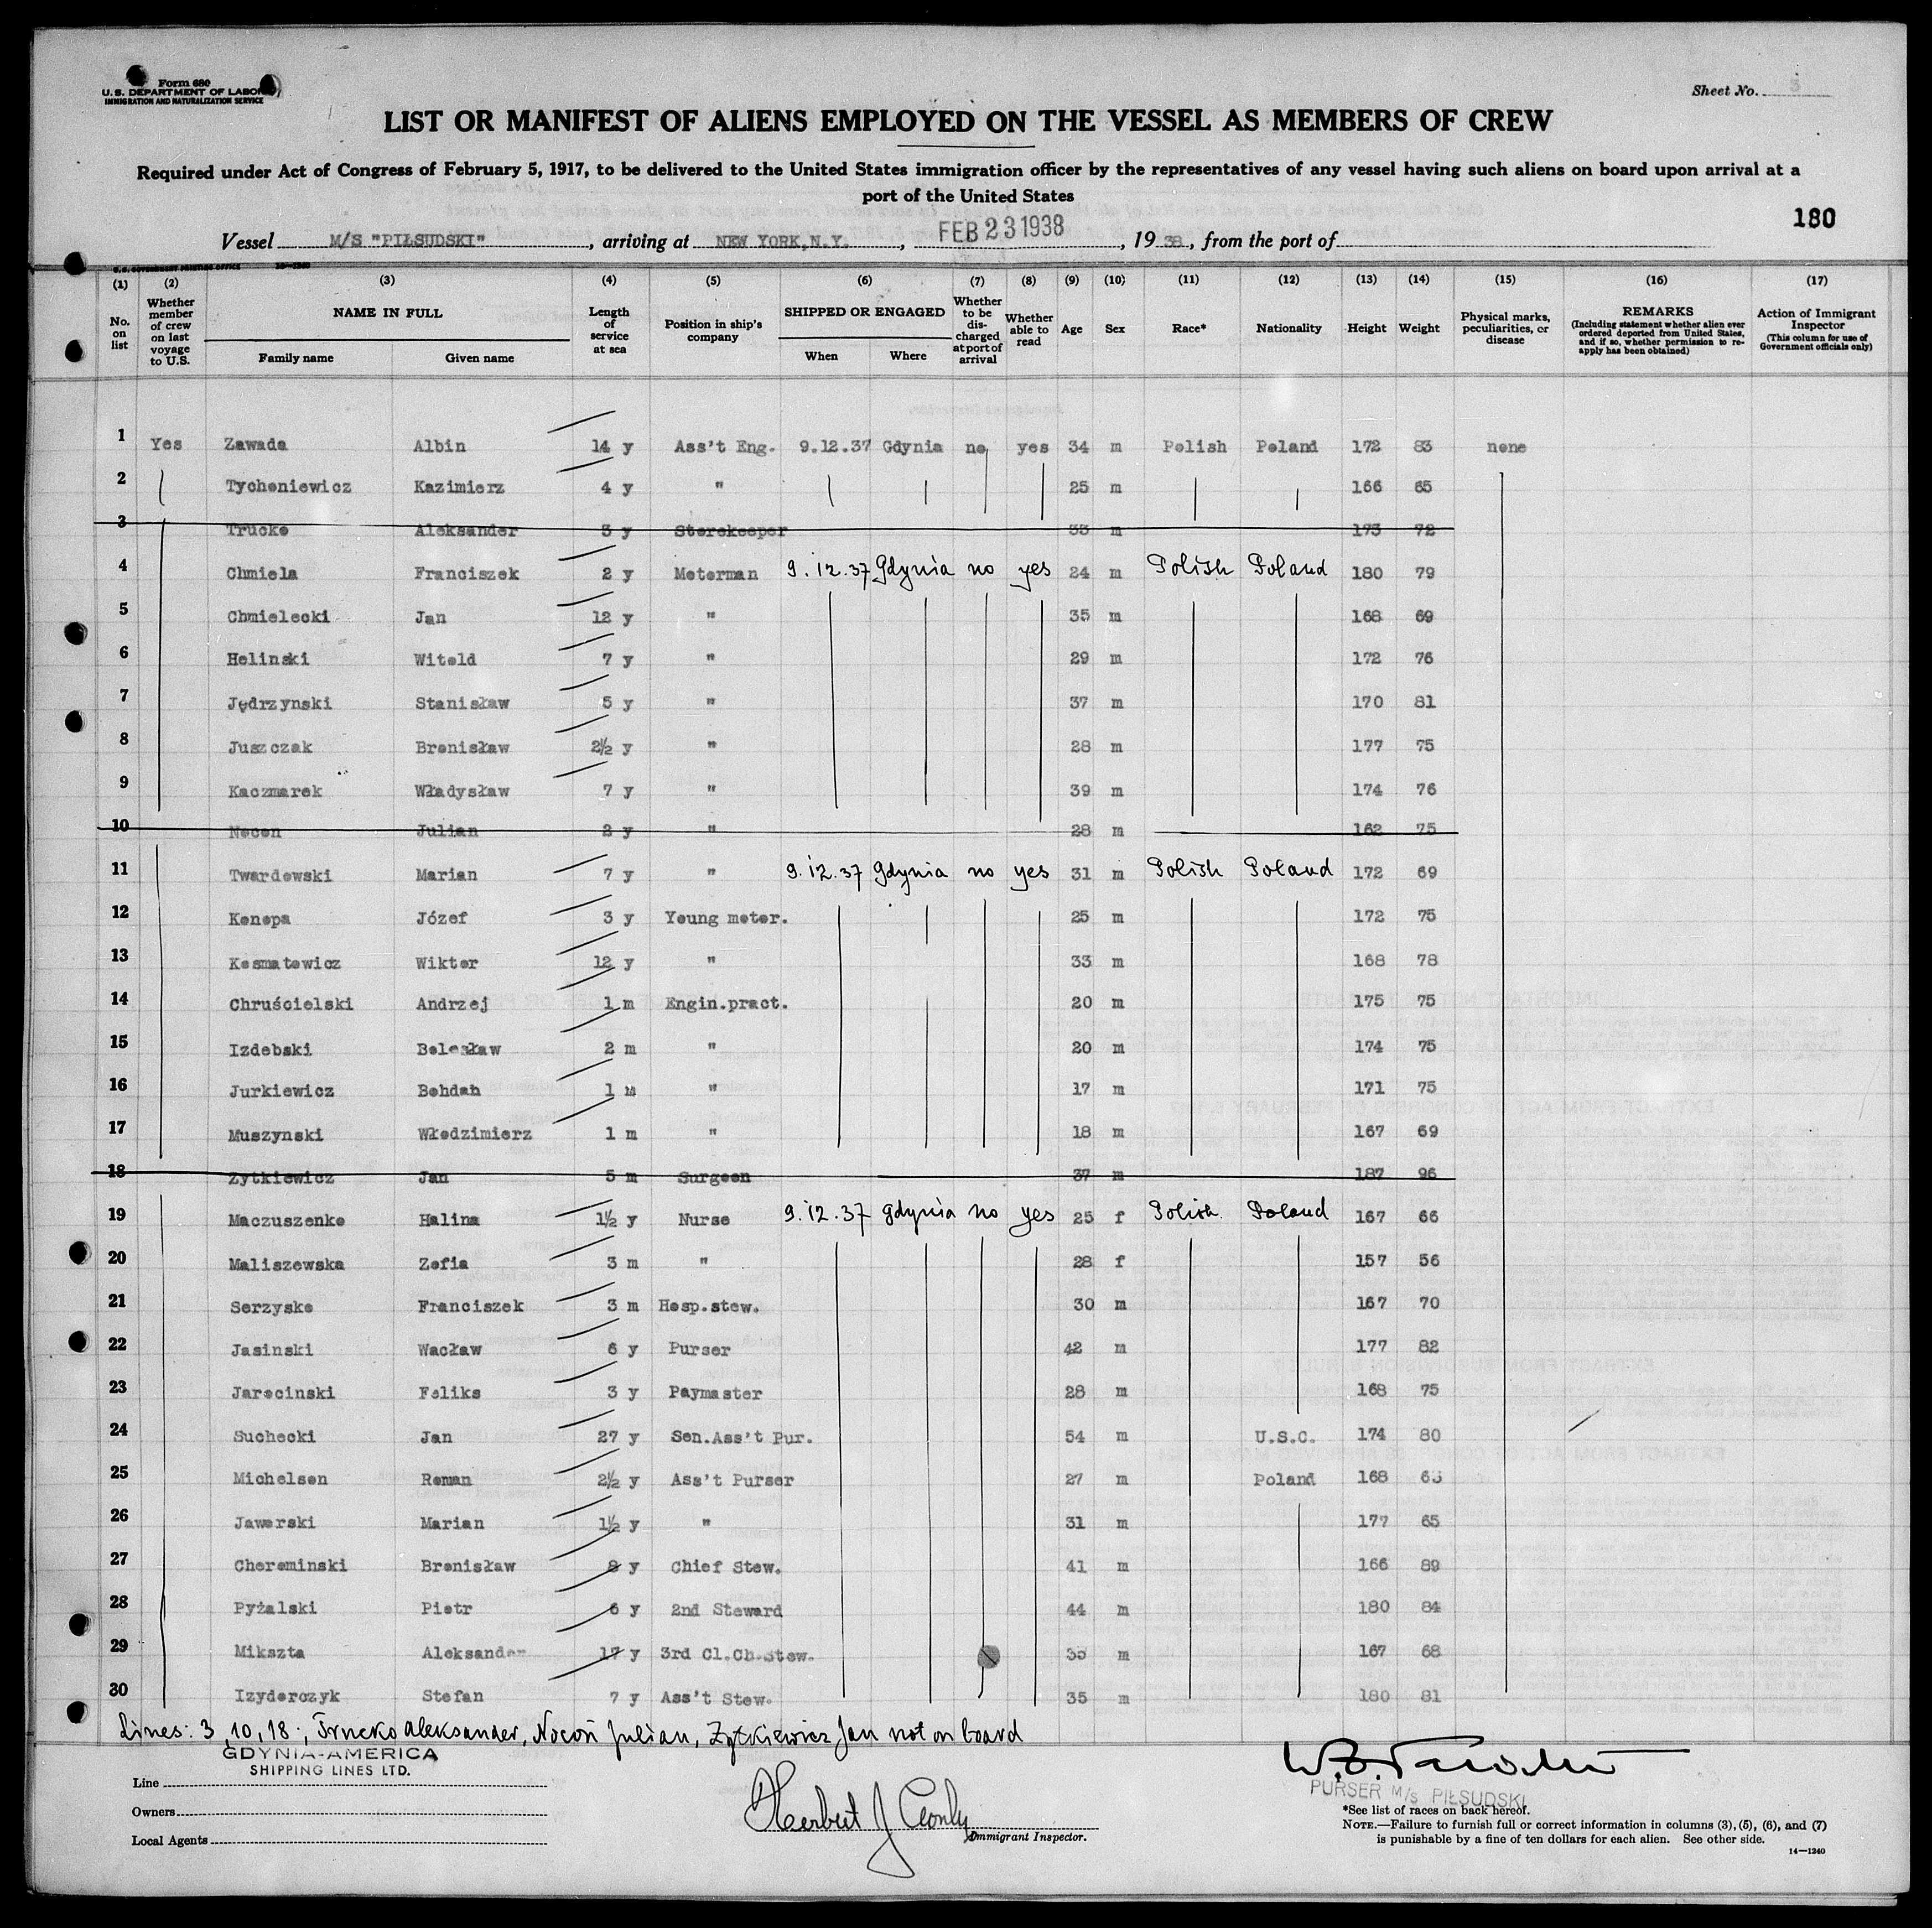 Form 680
U.S. DEPARTMENT OF LABOR
IMMIGRATION AND NATURALIZATION SERVICE
Sheet No. 3
LIST OR MANIFEST OF ALIENS EMPLOYED ON THE VESSEL AS MEMBERS OF CREW
Required under Act of Congress of February 5, 1917, to be delivered to the United States immigration officer by the representatives of any vessel having such aliens on board upon arrival at a
port of the United States
180
Vessel M/S "PIŁSUDSKI", arriving at NEW YORK, N.Y., FEB 23 1938, 19 38, from the port of
U.S. GOVERNMENT PRINTING OFFICE 14—1240
(1) (2) (3) (4) (5) (6) (7) (8) (9) (10) (11) (12) (13) (14) (15) (16) (17)
No. on list | Whether member of crew on last voyage to U.S. | NAME IN FULL Family name Given name | Length of service at sea | Position in ship's company | SHIPPED OR ENGAGED When Where | Whether to be discharged at port of arrival | Whether able to read | Age | Sex | Race* | Nationality | Height | Weight | Physical marks, peculiarities, or disease | REMARKS (Including statement whether alien ever ordered deported from United States, and if so, whether permission to reapply has been obtained) | Action of Immigrant Inspector (This column for use of Government officials only)
1 Yes Zawada Albin 14 y Ass't Eng. 9.12.37 Gdynia no yes 34 m Polish Poland 172 83 none
2 Tychoniewicz Kazimierz 4 y " 25 m 166 65
3 Trucko Aleksander 3 y Storekeeper 33 m 173 72
4 Chmiela Franciszek 2 y Motorman 9.12.37 Gdynia no yes 24 m Polish Poland 180 79
5 Chmielecki Jan 12 y " 35 m 168 69
6 Holinski Witold 7 y " 29 m 172 76
7 Jędrzynski Stanisław 5 y " 37 m 170 81
8 Juszczak Bronisław 2½ y " 28 m 177 75
9 Kaczmarek Władysław 7 y " 39 m 174 76
10 Nocon Julian 2 y " 28 m 162 75
11 Twardowski Marian 7 y " 9.12.37 Gdynia no yes 31 m Polish Poland 172 69
12 Konopa Józef 3 y Young motor. 25 m 172 75
13 Kosmatowicz Wiktor 12 y " 33 m 168 78
14 Chruścielski Andrzej 1 m Engin.pract. 20 m 175 75
15 Izdebski Bolesław 2 m " 20 m 174 75
16 Jurkiewicz Bohdan 1 m " 17 m 171 75
17 Muszynski Włodzimierz 1 m " 18 m 167 69
18 Zytkiewicz Jan 5 m Surgeon 37 m 187 96
19 Maczuszenko Halina 1½ y Nurse 9.12.37 Gdynia no yes 25 f Polish Poland 167 66
20 Maliszewska Zofia 3 m " 28 f 157 56
21 Serzysko Franciszek 3 m Hosp.stew. 30 m 167 70
22 Jasinski Wacław 6 y Purser 42 m 177 82
23 Jarocinski Feliks 3 y Paymaster 28 m 168 75
24 Suchocki Jan 27 y Sen.Ass't Pur. 54 m U.S.C. 174 80
25 Michelsen Roman 2½ y Ass't Purser 27 m Poland 168 65
26 Jaworski Marian 1½ y " 31 m 177 65
27 Choromiński Bronisław 8 y Chief Stew. 41 m 166 89
28 Pyżalski Piotr 6 y 2nd Steward 44 m 180 84
29 Mikszta Aleksander 17 y 3rd Cl.Ch.Stew. 35 m 167 68
30 Izydorczyk Stefan 7 y Ass't Stew. 35 m 180 81
Lines: 3, 10, 18; Trucko Aleksander, Nocoń Julian, Zytkiewicz Jan not on board
GDYNIA-AMERICA
SHIPPING LINES LTD.
Line
Owners
Local Agents
Immigrant Inspector.
PURSER M/S PIŁSUDSKI
*See list of races on back hereof.
NOTE.—Failure to furnish full or correct information in columns (3), (5), (6), and (7)
is punishable by a fine of ten dollars for each alien. See other side.
14—1240